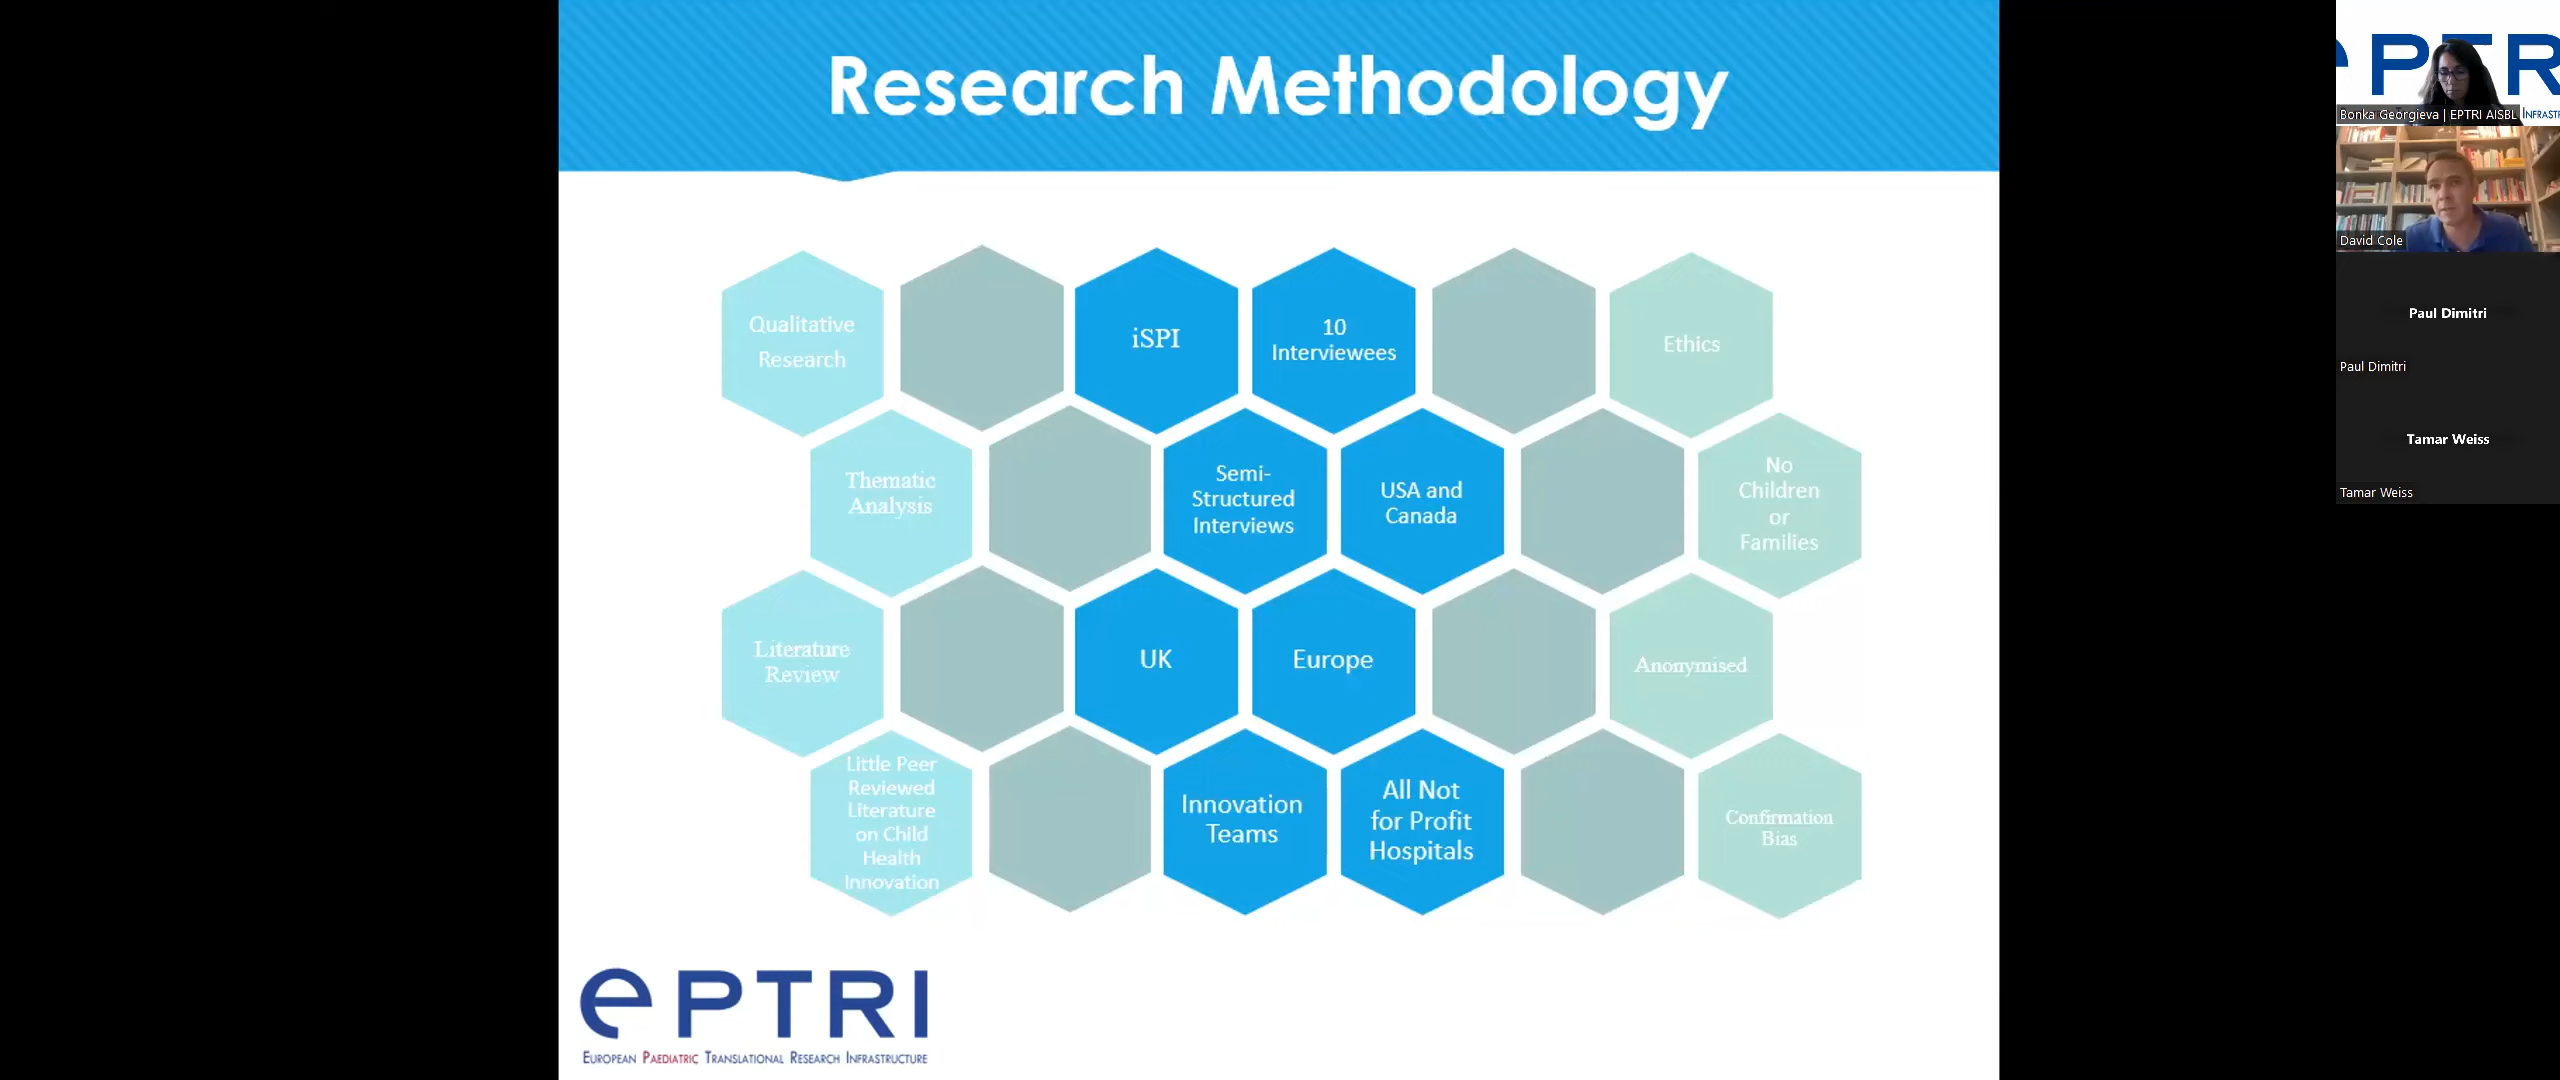 Research Methodology
Qualitative
Research
iSPI
10
Interviewees
Ethics
Thematic
Analysis
Semi-
Structured
Interviews
USA and
Canada
No
Children
or
Families
Literature
Review
UK
Europe
Anonymised
Little Peer
Reviewed
Literature
on Child
Health
Innovation
Innovation
Teams
All Not
for Profit
Hospitals
Confirmation
Bias
ePTRI
EUROPEAN PAEDIATRIC TRANSLATIONAL RESEARCH INFRASTRUCTURE
Bonka Georgieva | EPTRI AISBL
David Cole
Paul Dimitri
Paul Dimitri
Tamar Weiss
Tamar Weiss